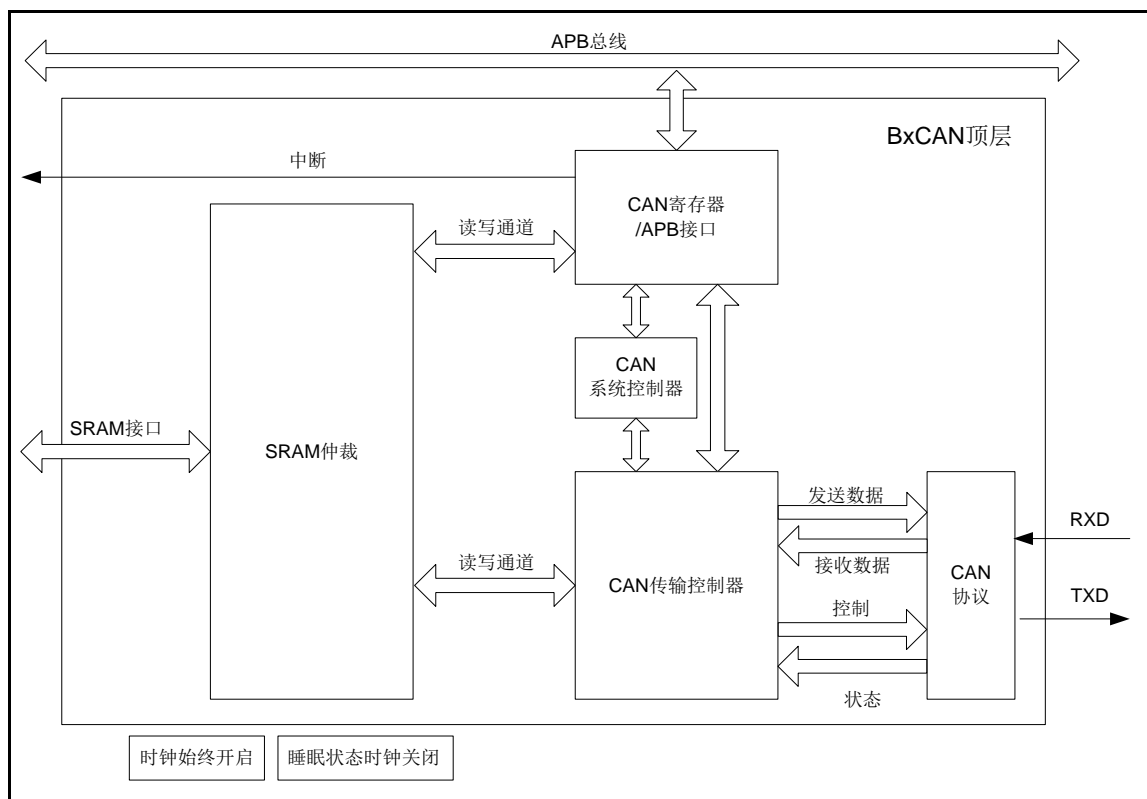 APB总线
BxCAN顶层
中断
CAN寄存器
/APB接口
读写通道
CAN
系统控制器
SRAM接口
SRAM仲裁
发送数据
RXD
接收数据
读写通道
CAN传输控制器
CAN
协议
控制
TXD
状态
时钟始终开启
睡眠状态时钟关闭